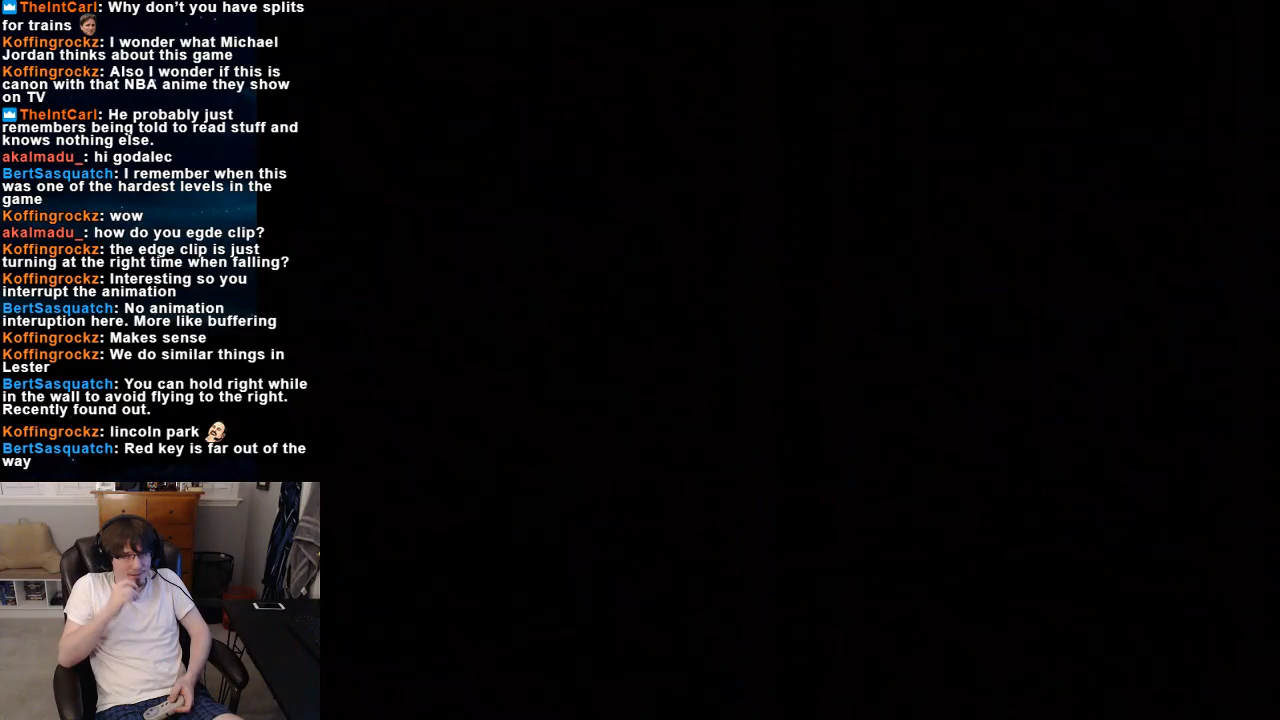 TheIntCarl: Why don't you have splits
for trains
Koffingrockz: I wonder what Michael
Jordan thinks about this game
Koffingrockz: Also I wonder if this is
canon with that NBA anime they show
on TV
TheIntCarl: He probably just
remembers being told to read stuff and
knows nothing else.
akalmadu_: hi godalec
BertSasquatch: I remember when this
was one of the hardest levels in the
game
Koffingrockz: wow
akalmadu_: how do you egde clip?
Koffingrockz: the edge clip is just
turning at the right time when falling?
Koffingrockz: Interesting so you
interrupt the animation
BertSasquatch: No animation
interuption here. More like buffering
Koffingrockz: Makes sense
Koffingrockz: We do similar things in
Lester
BertSasquatch: You can hold right while
in the wall to avoid flying to the right.
Recently found out.
Koffingrockz: lincoln park
BertSasquatch: Red key is far out of the
way